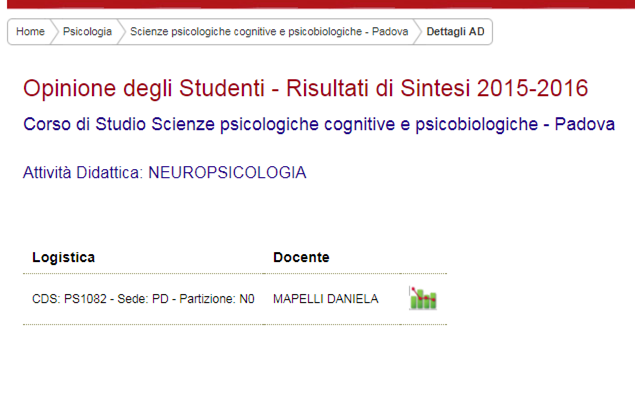 Home Psicologia Scienze psicologiche cognitive e psicobiologiche - Padova Dettagli AD
Opinione degli Studenti - Risultati di Sintesi 2015-2016
Corso di Studio Scienze psicologiche cognitive e psicobiologiche - Padova
Attività Didattica: NEUROPSICOLOGIA
Logistica Docente
CDS: PS1082 - Sede: PD - Partizione: N0 MAPELLI DANIELA